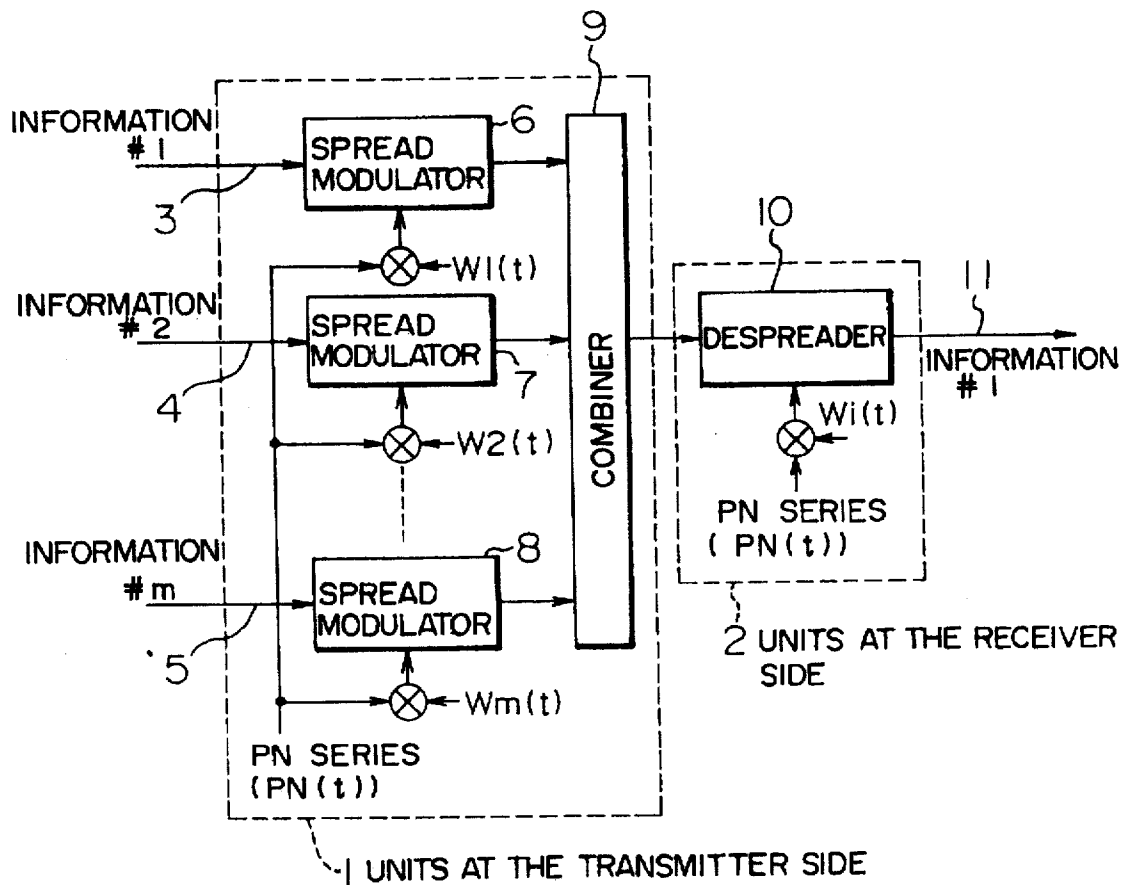 9
INFORMATION
# 1
3
SPREAD
MODULATOR
6
W1(t)
INFORMATION
# 2
4
SPREAD
MODULATOR
7
W2(t)
INFORMATION
# m
5
SPREAD
MODULATOR
8
Wm(t)
PN SERIES
(PN(t))
COMBINER
10
DESPREADER
11
INFORMATION
# 1
Wi(t)
PN SERIES
( PN(t))
2 UNITS AT THE RECEIVER
SIDE
1 UNITS AT THE TRANSMITTER SIDE